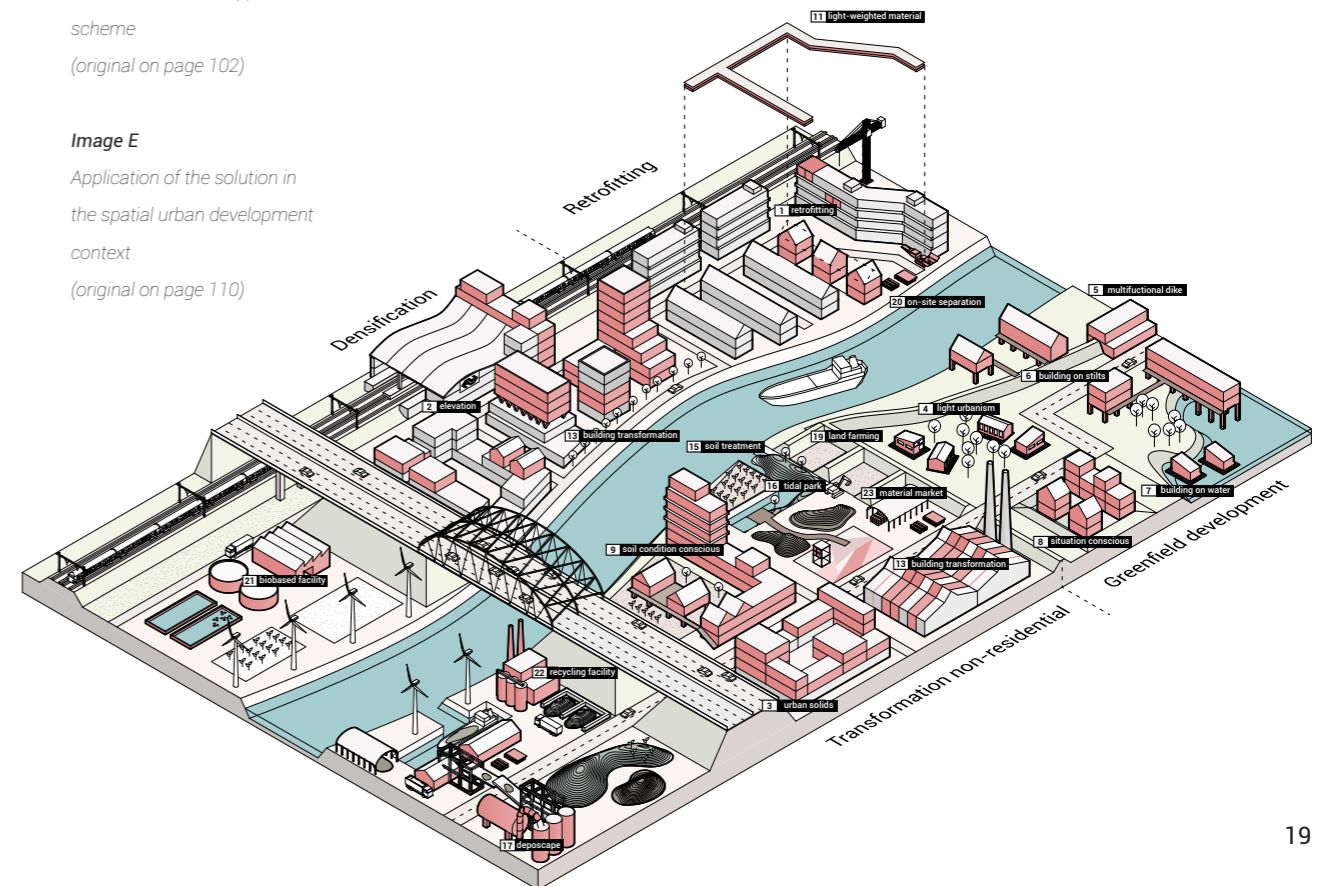 scheme
(original on page 102)
Image E
Application of the solution in
the spatial urban development
context
(original on page 110)
11 light-weighted material
Retrofitting
1 retrofitting
Densification
20 on-site separation
5 multifuctional dike
6 building on stilts
2 elevation
4 light urbanism
13 building transformation
15 soil treatment
19 land farming
16 tidal park
23 material market
7 building on water
9 soil condition conscious
8 situation conscious
13 building transformation
Greenfield development
21 biobased facility
Transformation non-residential
22 recycling facility
3 urban solids
17 deposcape
19